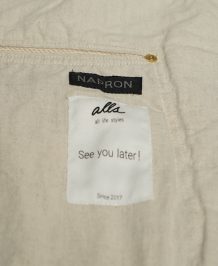 NAPRON
alls
all life styles
See you later!
Since 2017